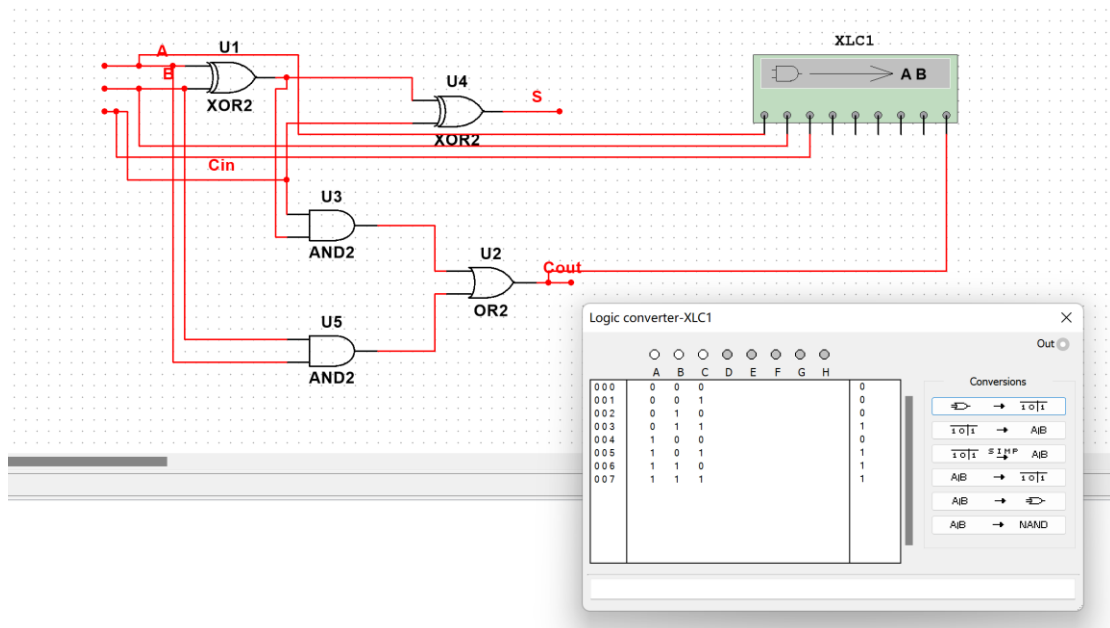 A
U1
B
XOR2
U4
S
XOR2
Cin
U3
AND2
U2
Cout
OR2
U5
AND2
XLC1
A B
Logic converter-XLC1
Out
A B C D E F G H
000 0 0 0 0
001 0 0 1 0
002 0 1 0 0
003 0 1 1 1
004 1 0 0 0
005 1 0 1 1
006 1 1 0 1
007 1 1 1 1
Conversions
→ 1 0 | 1
1 0 | 1 → A|B
1 0 | 1 SIMP → A|B
A|B → 1 0 | 1
A|B →
A|B → NAND